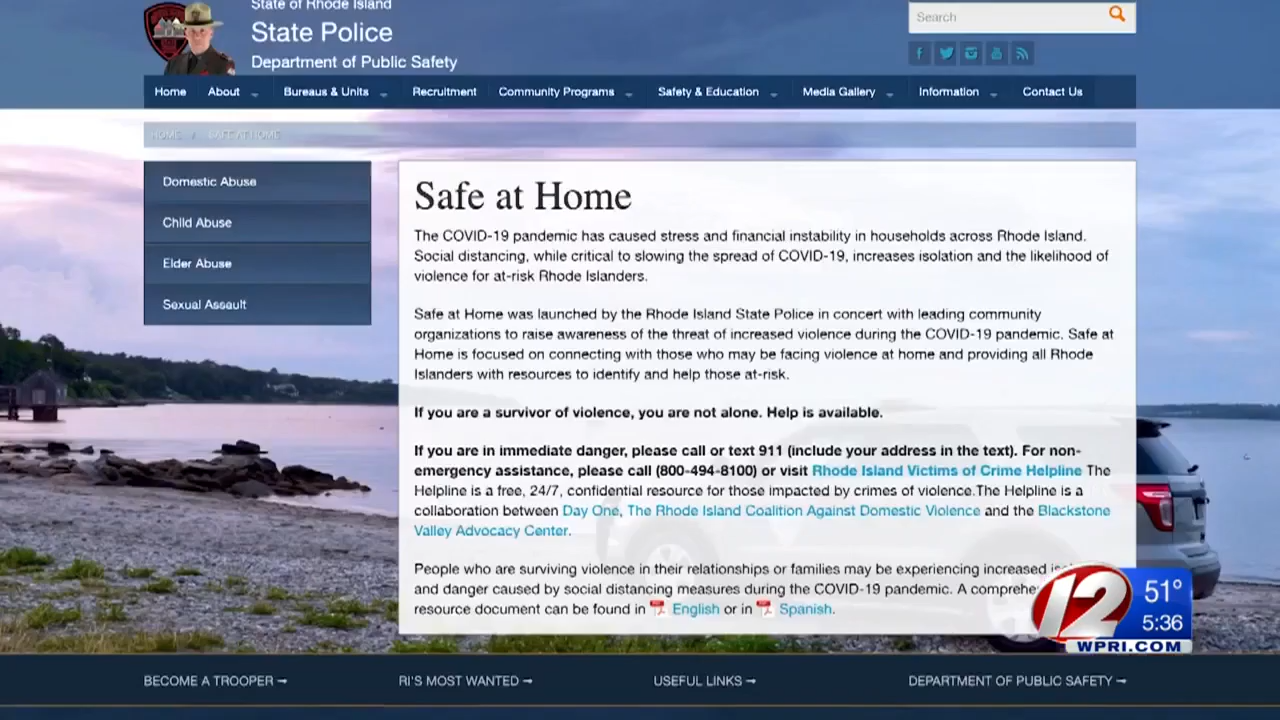 State of Rhode Island
State Police
Department of Public Safety
Search
Home About Bureaus & Units Recruitment Community Programs Safety & Education Media Gallery Information Contact Us
HOME / SAFE AT HOME
Domestic Abuse
Child Abuse
Elder Abuse
Sexual Assault
Safe at Home
The COVID-19 pandemic has caused stress and financial instability in households across Rhode Island.
Social distancing, while critical to slowing the spread of COVID-19, increases isolation and the likelihood of
violence for at-risk Rhode Islanders.
Safe at Home was launched by the Rhode Island State Police in concert with leading community
organizations to raise awareness of the threat of increased violence during the COVID-19 pandemic. Safe at
Home is focused on connecting with those who may be facing violence at home and providing all Rhode
Islanders with resources to identify and help those at-risk.
If you are a survivor of violence, you are not alone. Help is available.
If you are in immediate danger, please call or text 911 (include your address in the text). For non-
emergency assistance, please call (800-494-8100) or visit Rhode Island Victims of Crime Helpline The
Helpline is a free, 24/7, confidential resource for those impacted by crimes of violence.The Helpline is a
collaboration between Day One, The Rhode Island Coalition Against Domestic Violence and the Blackstone
Valley Advocacy Center.
People who are surviving violence in their relationships or families may be experiencing increased
and danger caused by social distancing measures during the COVID-19 pandemic. A
resource document can be found in English or in Spanish.
12
51°
5:36
WPRI.COM
BECOME A TROOPER → RI'S MOST WANTED → USEFUL LINKS → DEPARTMENT OF PUBLIC SAFETY →